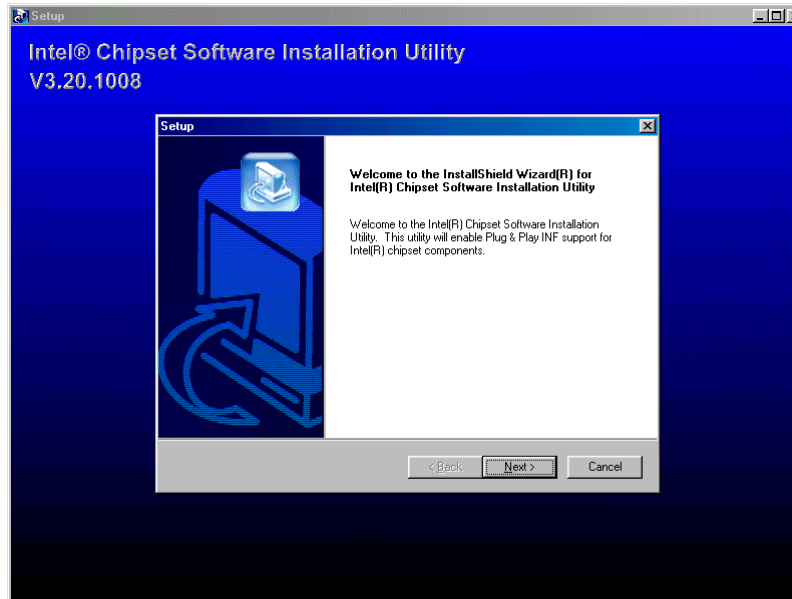 Setup
Intel® Chipset Software Installation Utility
V3.20.1008
Setup
Welcome to the InstallShield Wizard(R) for
Intel(R) Chipset Software Installation Utility
Welcome to the Intel(R) Chipset Software Installation
Utility.  This utility will enable Plug & Play INF support for
Intel(R) chipset components.
< Back
Next >
Cancel